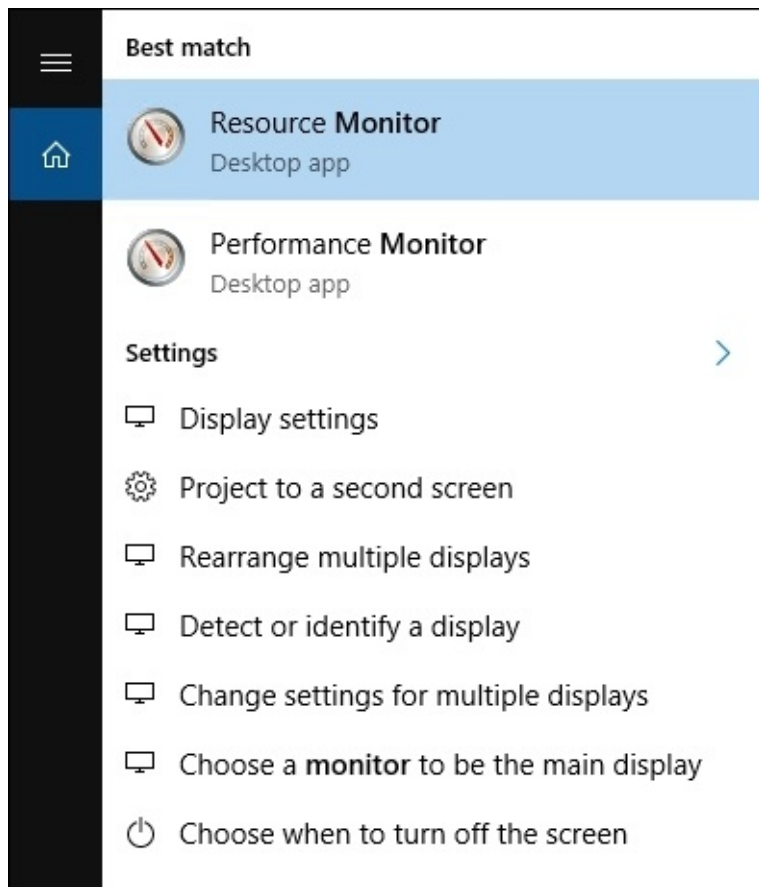 Best match
Resource Monitor
Desktop app
Performance Monitor
Desktop app
Settings
Display settings
Project to a second screen
Rearrange multiple displays
Detect or identify a display
Change settings for multiple displays
Choose a monitor to be the main display
Choose when to turn off the screen